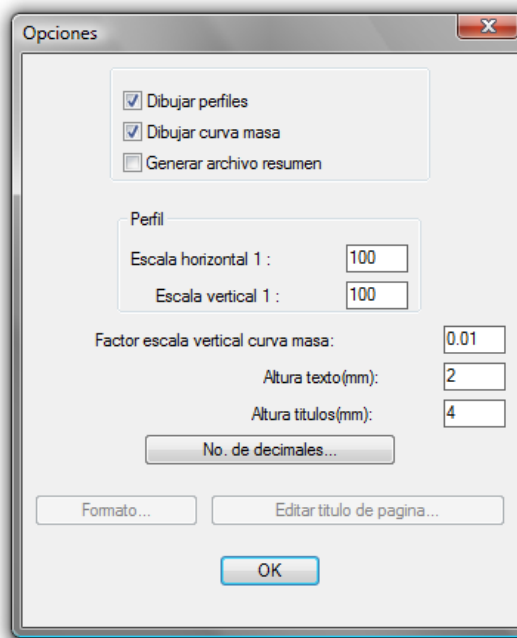 Opciones
Dibujar perfiles
Dibujar curva masa
Generar archivo resumen
Perfil
Escala horizontal 1 : 100
Escala vertical 1 : 100
Factor escala vertical curva masa: 0.01
Altura texto(mm): 2
Altura titulos(mm): 4
No. de decimales...
Formato... Editar titulo de pagina...
OK